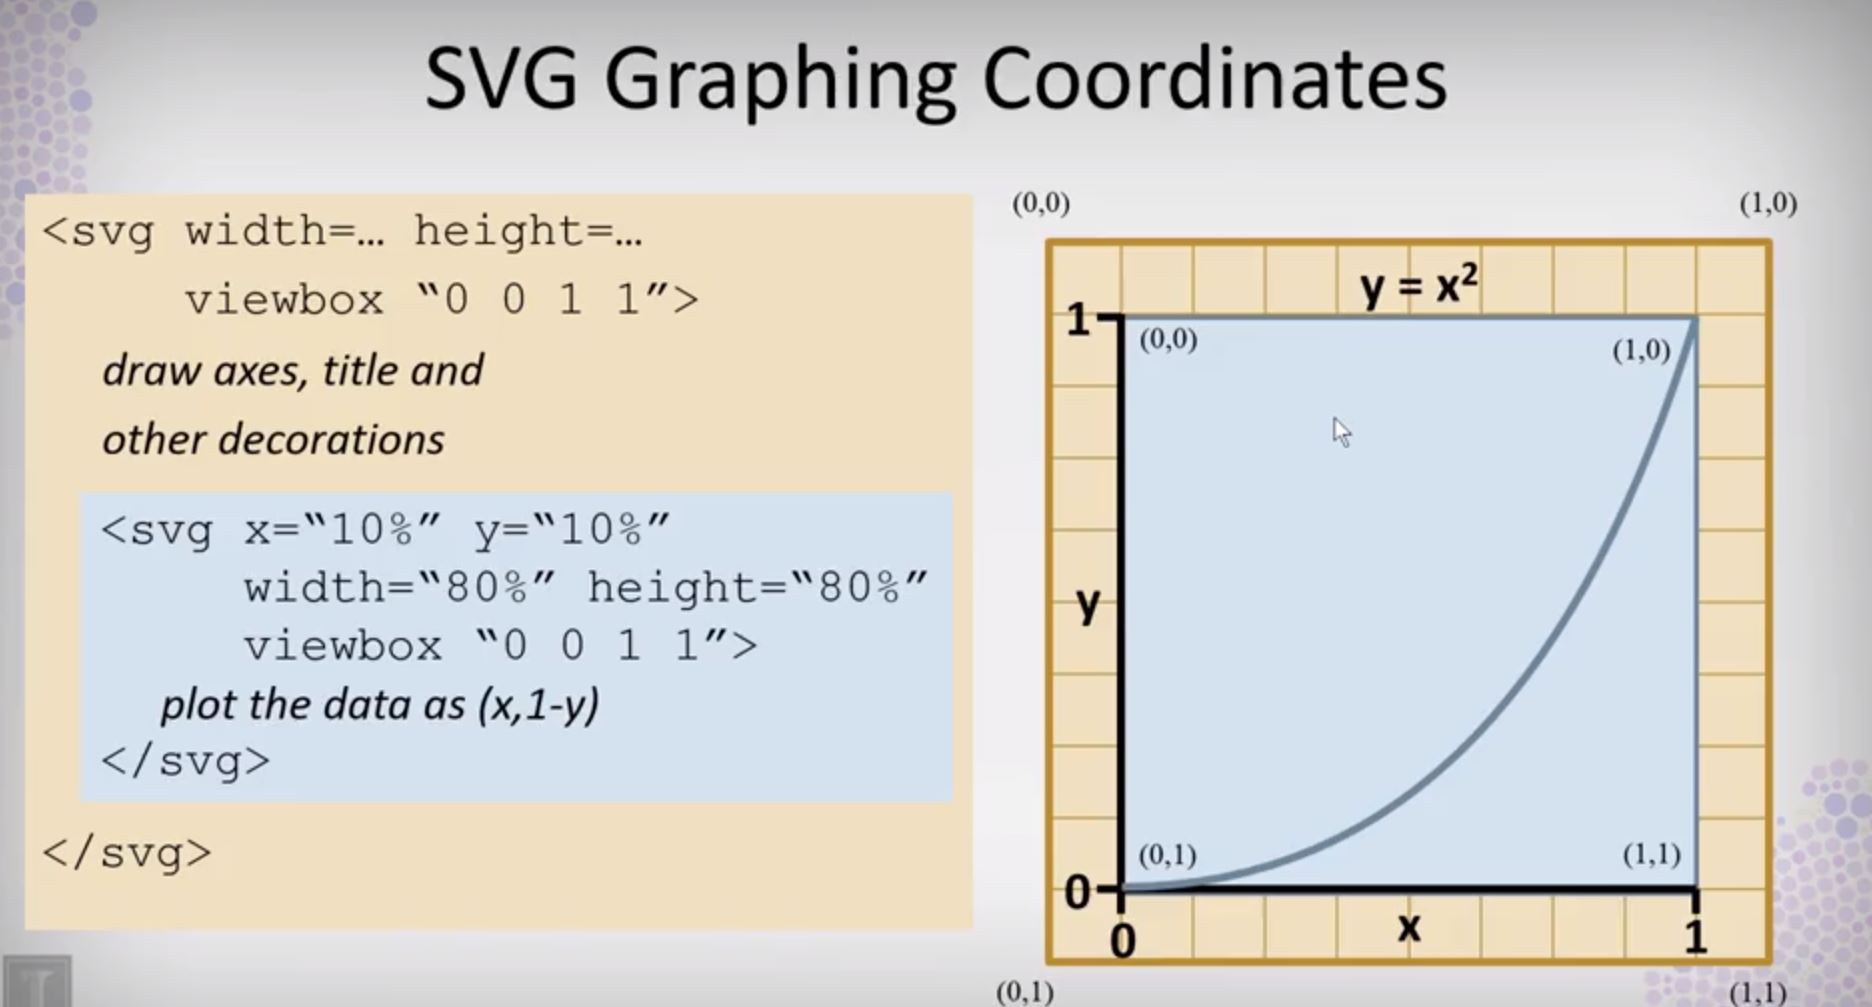 SVG Graphing Coordinates
<svg width=… height=…
viewbox “0 0 1 1”>
draw axes, title and
other decorations
<svg x=“10%” y=“10%”
width=“80%” height=“80%”
viewbox “0 0 1 1”>
plot the data as (x,1-y)
</svg>
</svg>
(0,0) (1,0)
y = x²
1
(0,0) (1,0)
y
(0,1) (1,1)
0
0 x 1
(0,1) (1,1)
I